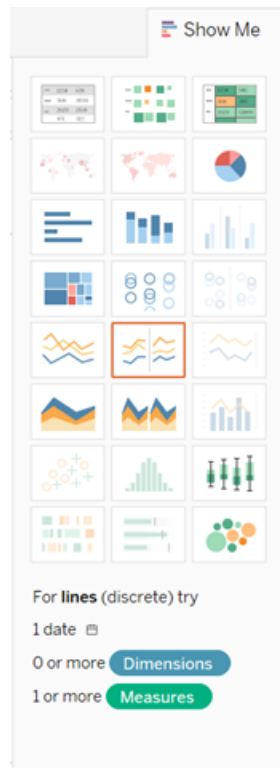 Show Me
For lines (discrete) try
1 date
0 or more Dimensions
1 or more Measures